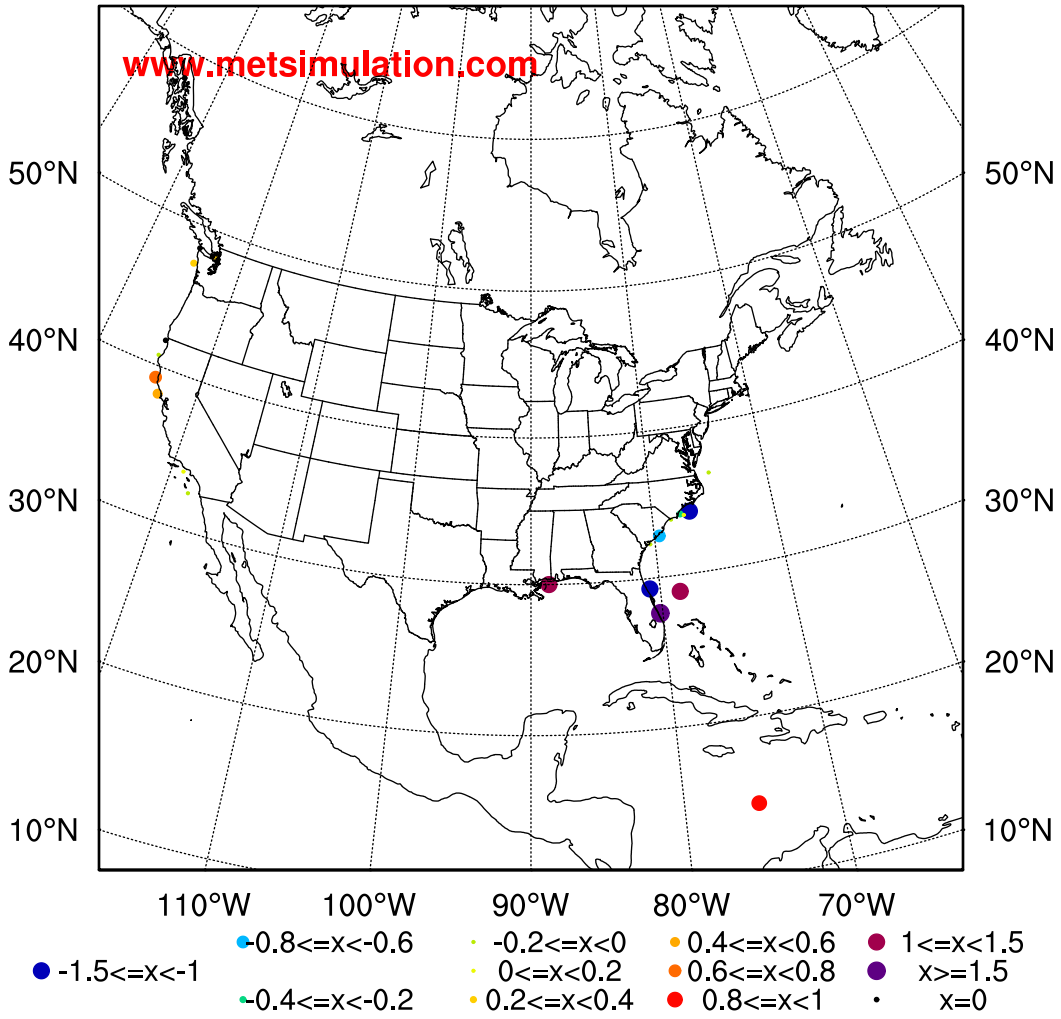 www.metsimulation.com
50°N 50°N
40°N 40°N
30°N 30°N
20°N 20°N
10°N 10°N
110°W 100°W 90°W 80°W 70°W
-0.8<=x<-0.6 -0.2<=x<0 0.4<=x<0.6 1<=x<1.5
-1.5<=x<-1 0<=x<0.2 0.6<=x<0.8 x>=1.5
-0.4<=x<-0.2 0.2<=x<0.4 0.8<=x<1 x=0